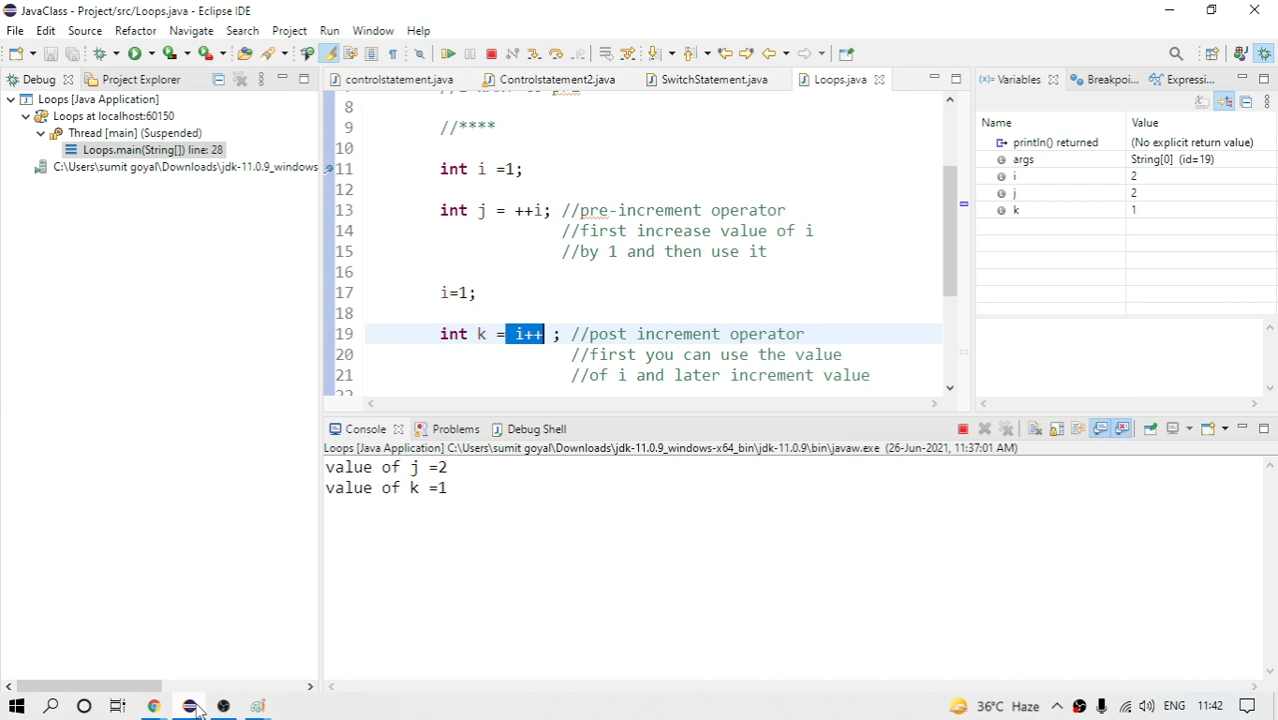 JavaClass - Project/src/Loops.java - Eclipse IDE
File Edit Source Refactor Navigate Search Project Run Window Help
Debug Project Explorer
controlstatement.java Controlstatement2.java SwitchStatement.java Loops.java
Variables Breakpoi... Expressi...
Loops [Java Application]
Loops at localhost:60150
Thread [main] (Suspended)
Loops.main(String[]) line: 28
C:\Users\sumit goyal\Downloads\jdk-11.0.9_windows
8
9 //****
10
11 int i =1;
12
13 int j = ++i; //pre-increment operator
14 //first increase value of i
15 //by 1 and then use it
16
17 i=1;
18
19 int k = i++ ; //post increment operator
20 //first you can use the value
21 //of i and later increment value
22
Name Value
println() returned (No explicit return value)
args String[0] (id=19)
i 2
j 2
k 1
Console Problems Debug Shell
Loops [Java Application] C:\Users\sumit goyal\Downloads\jdk-11.0.9_windows-x64_bin\jdk-11.0.9\bin\javaw.exe (26-Jun-2021, 11:37:01 AM)
value of j =2
value of k =1
36°C Haze ENG 11:42